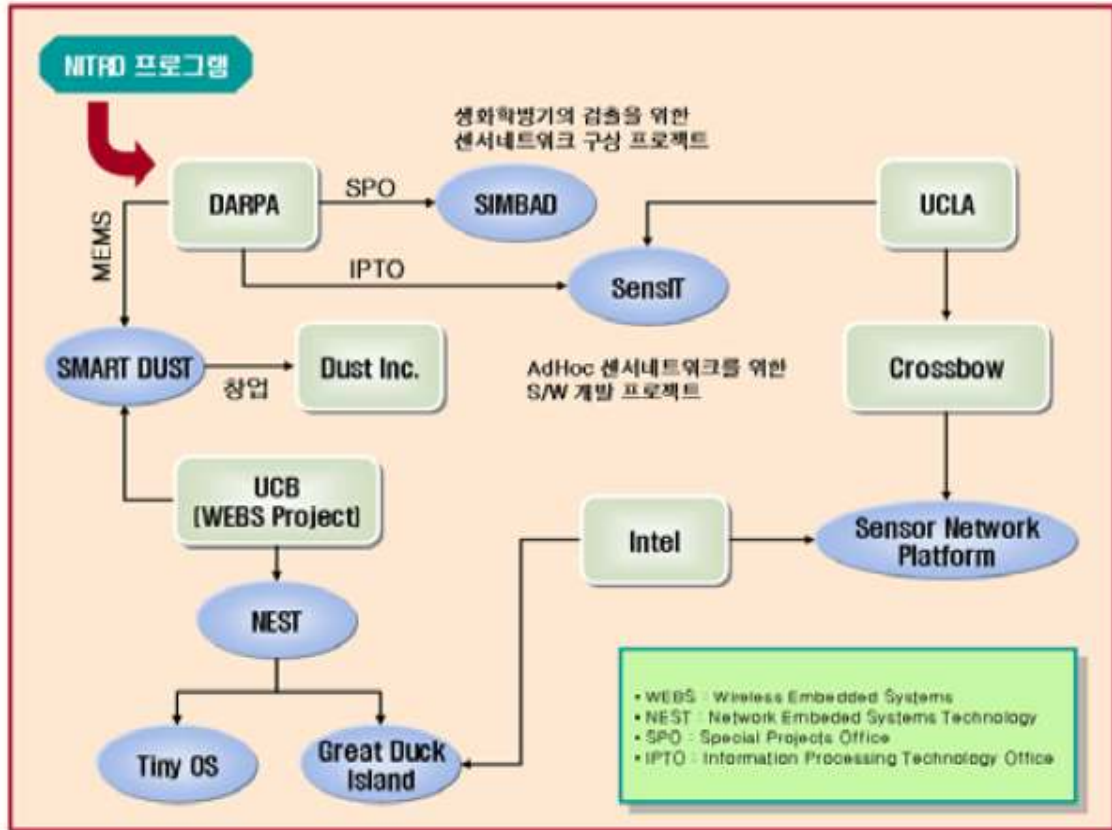 NITRD 프로그램
생화학병기의 검출을 위한
센서네트워크 구상 프로젝트
DARPA
SPO
SIMBAD
UCLA
MEMS
IPTO
SensIT
SMART DUST
창업
Dust Inc.
AdHoc 센서네트워크를 위한
S/W 개발 프로젝트
Crossbow
UCB
(WEBS Project)
Intel
Sensor Network
Platform
NEST
Tiny OS
Great Duck
Island
• WEBS : Wireless Embedded Systems
• NEST : Network Embeded Systems Technology
• SPO : Special Projects Office
• IPTO : Information Processing Technology Office